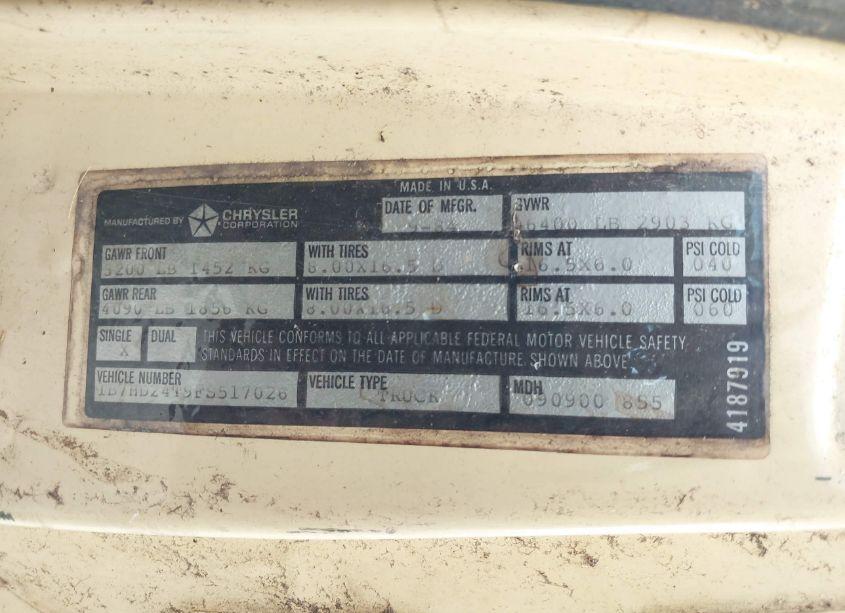 MADE IN U.S.A.
MANUFACTURED BY CHRYSLER CORPORATION
DATE OF MFGR. GVWR
9-84 06400 LB 2903 KG
GAWR FRONT WITH TIRES RIMS AT PSI COLD
3200 LB 1452 KG 8.00X16.5 D 16.5X6.0 040
GAWR REAR WITH TIRES RIMS AT PSI COLD
4090 LB 1856 KG 8.00X16.5 D 16.5X6.0 060
SINGLE DUAL THIS VEHICLE CONFORMS TO ALL APPLICABLE FEDERAL MOTOR VEHICLE SAFETY
X STANDARDS IN EFFECT ON THE DATE OF MANUFACTURE SHOWN ABOVE
VEHICLE NUMBER VEHICLE TYPE MDH
TRUCK 090900 855
4187919